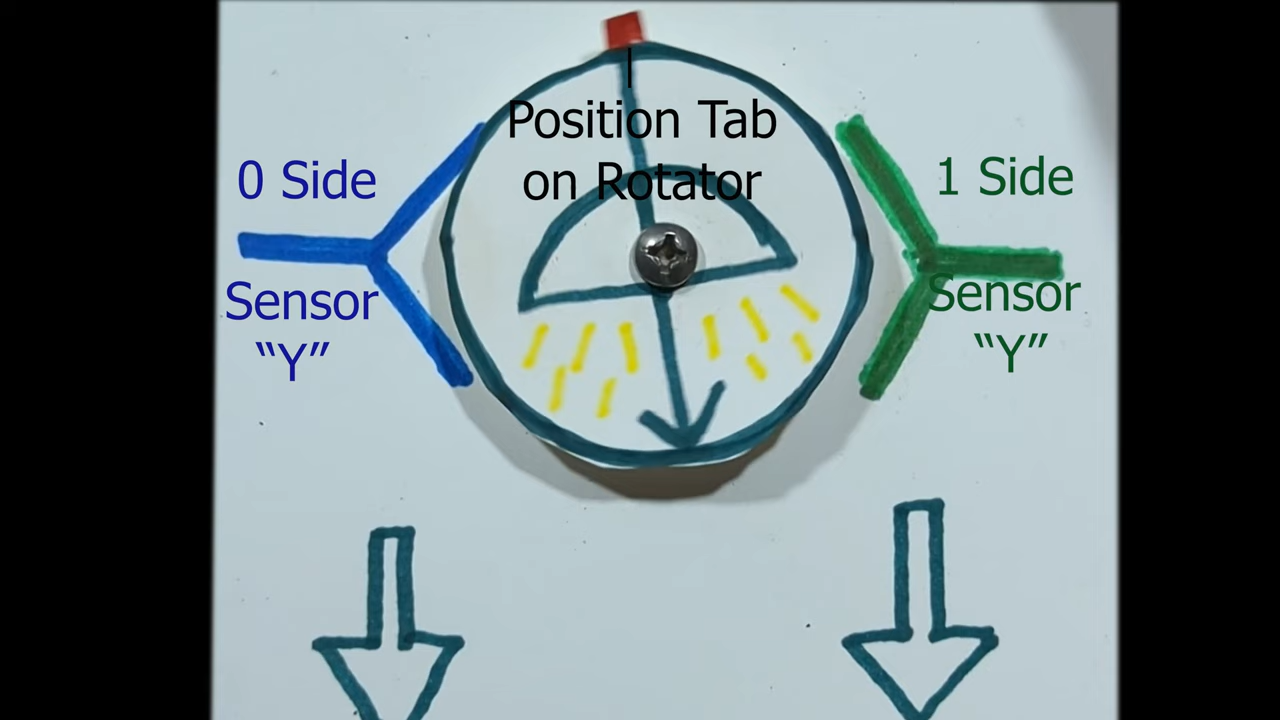 Position Tab
on Rotator
0 Side
Sensor
“Y”
1 Side
Sensor
“Y”